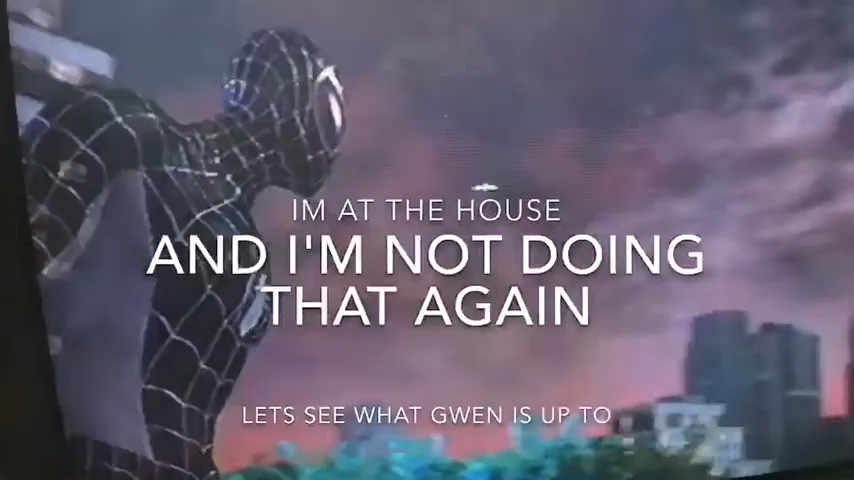 IM AT THE HOUSE
AND I'M NOT DOING
THAT AGAIN
LETS SEE WHAT GWEN IS UP TO